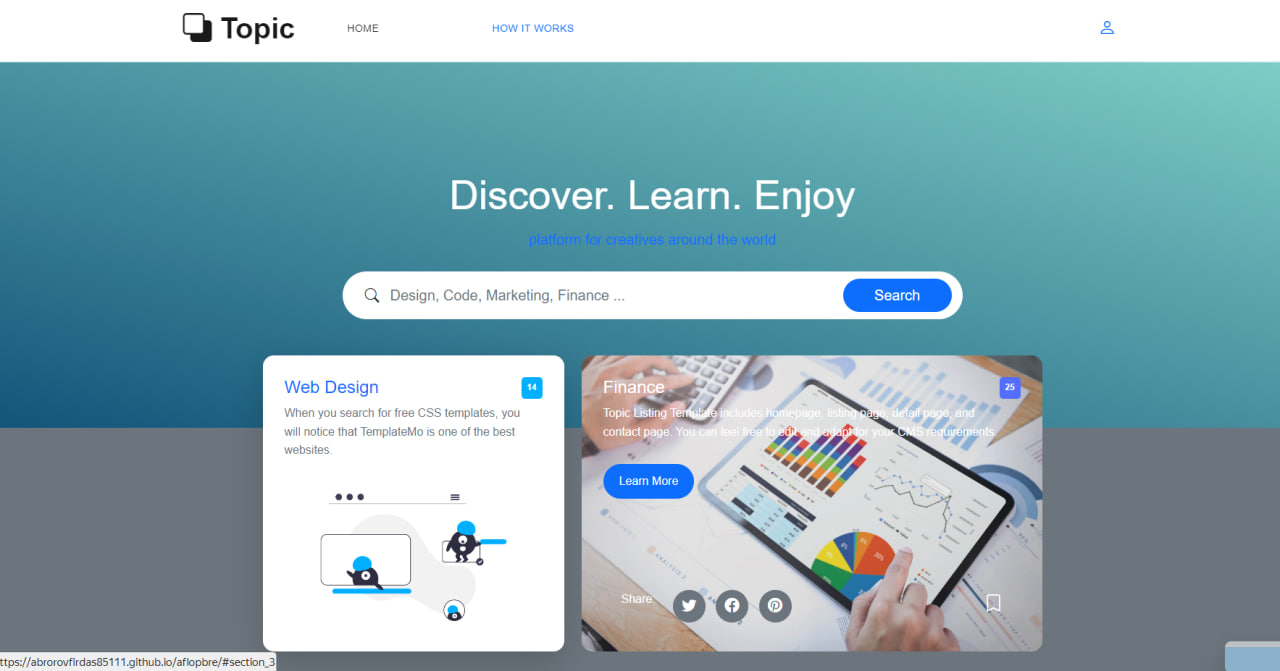 Topic
HOME
HOW IT WORKS
Discover. Learn. Enjoy
platform for creatives around the world
Design, Code, Marketing, Finance ...
Search
Web Design
14
When you search for free CSS templates, you
will notice that TemplateMo is one of the best
websites.
Finance
25
Topic Listing Template includes homepage, listing page, detail page, and
contact page. You can feel free to edit and adapt for your CMS requirements.
Learn More
Share:
ttps://abrorovfirdas85111.github.io/aflopbre/#section_3